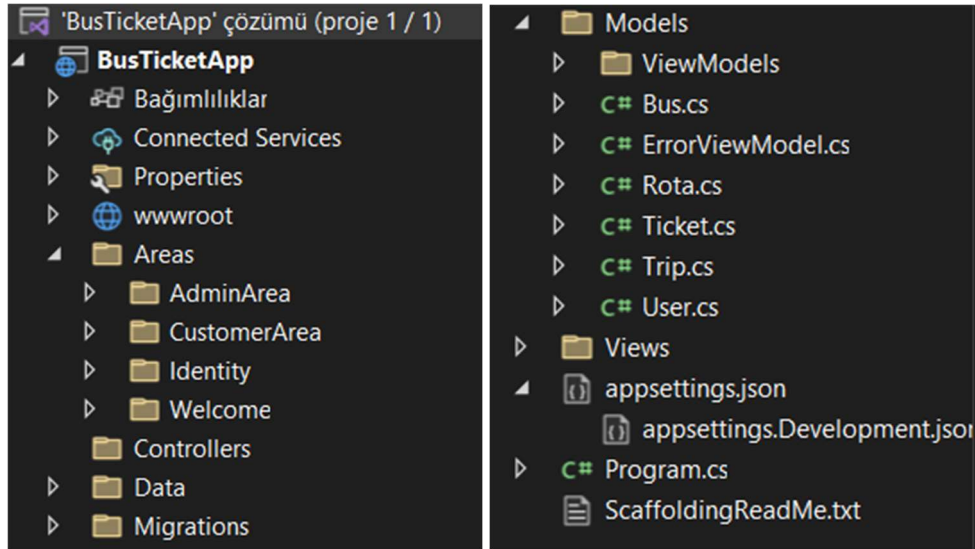 'BusTicketApp' çözümü (proje 1 / 1)
BusTicketApp
Bağımlılıklar
Connected Services
Properties
wwwroot
Areas
AdminArea
CustomerArea
Identity
Welcome
Controllers
Data
Migrations
Models
ViewModels
C# Bus.cs
C# ErrorViewModel.cs
C# Rota.cs
C# Ticket.cs
C# Trip.cs
C# User.cs
Views
appsettings.json
appsettings.Development.jsor
C# Program.cs
ScaffoldingReadMe.txt